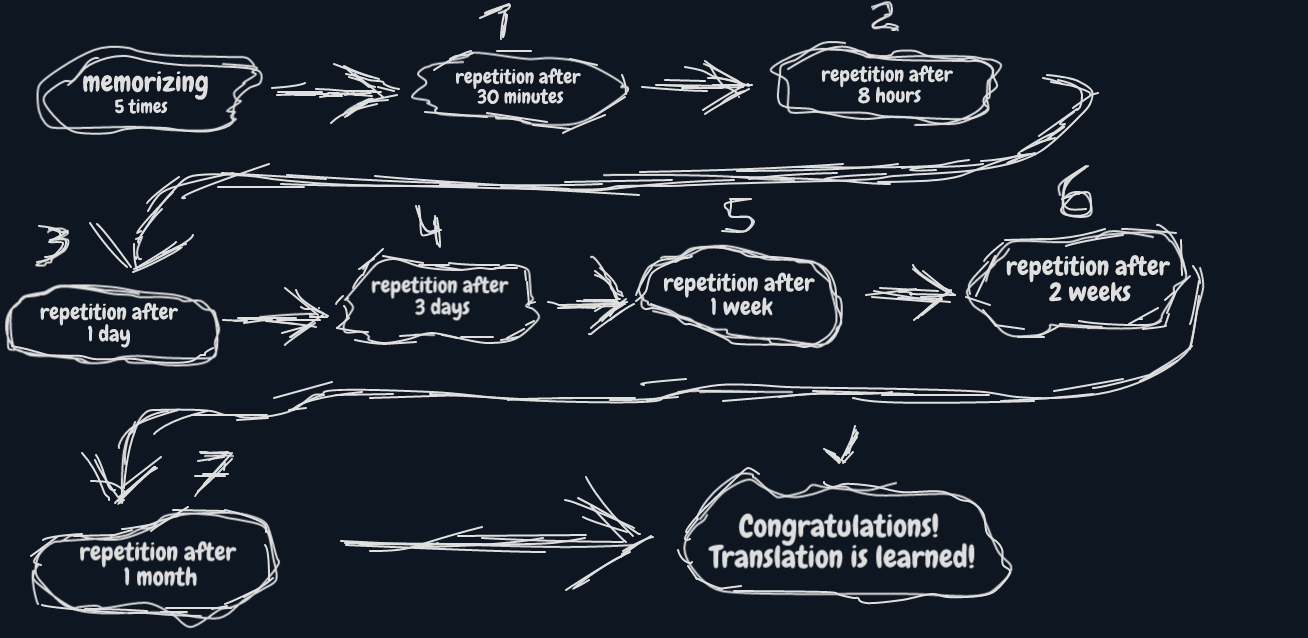 1
2
memorizing
5 times
repetition after
30 minutes
repetition after
8 hours
3
4
5
6
repetition after
1 day
repetition after
3 days
repetition after
1 week
repetition after
2 weeks
7
repetition after
1 month
Congratulations!
Translation is learned!